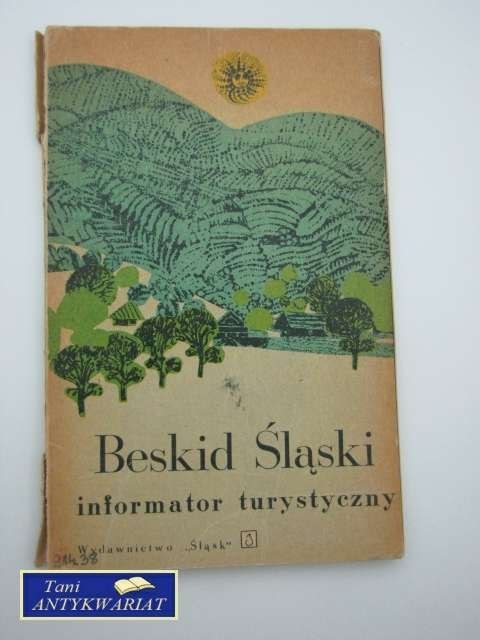 Beskid Śląski
informator turystyczny
Wydawnictwo „Śląsk"
Tani
ANTYKWARIAT